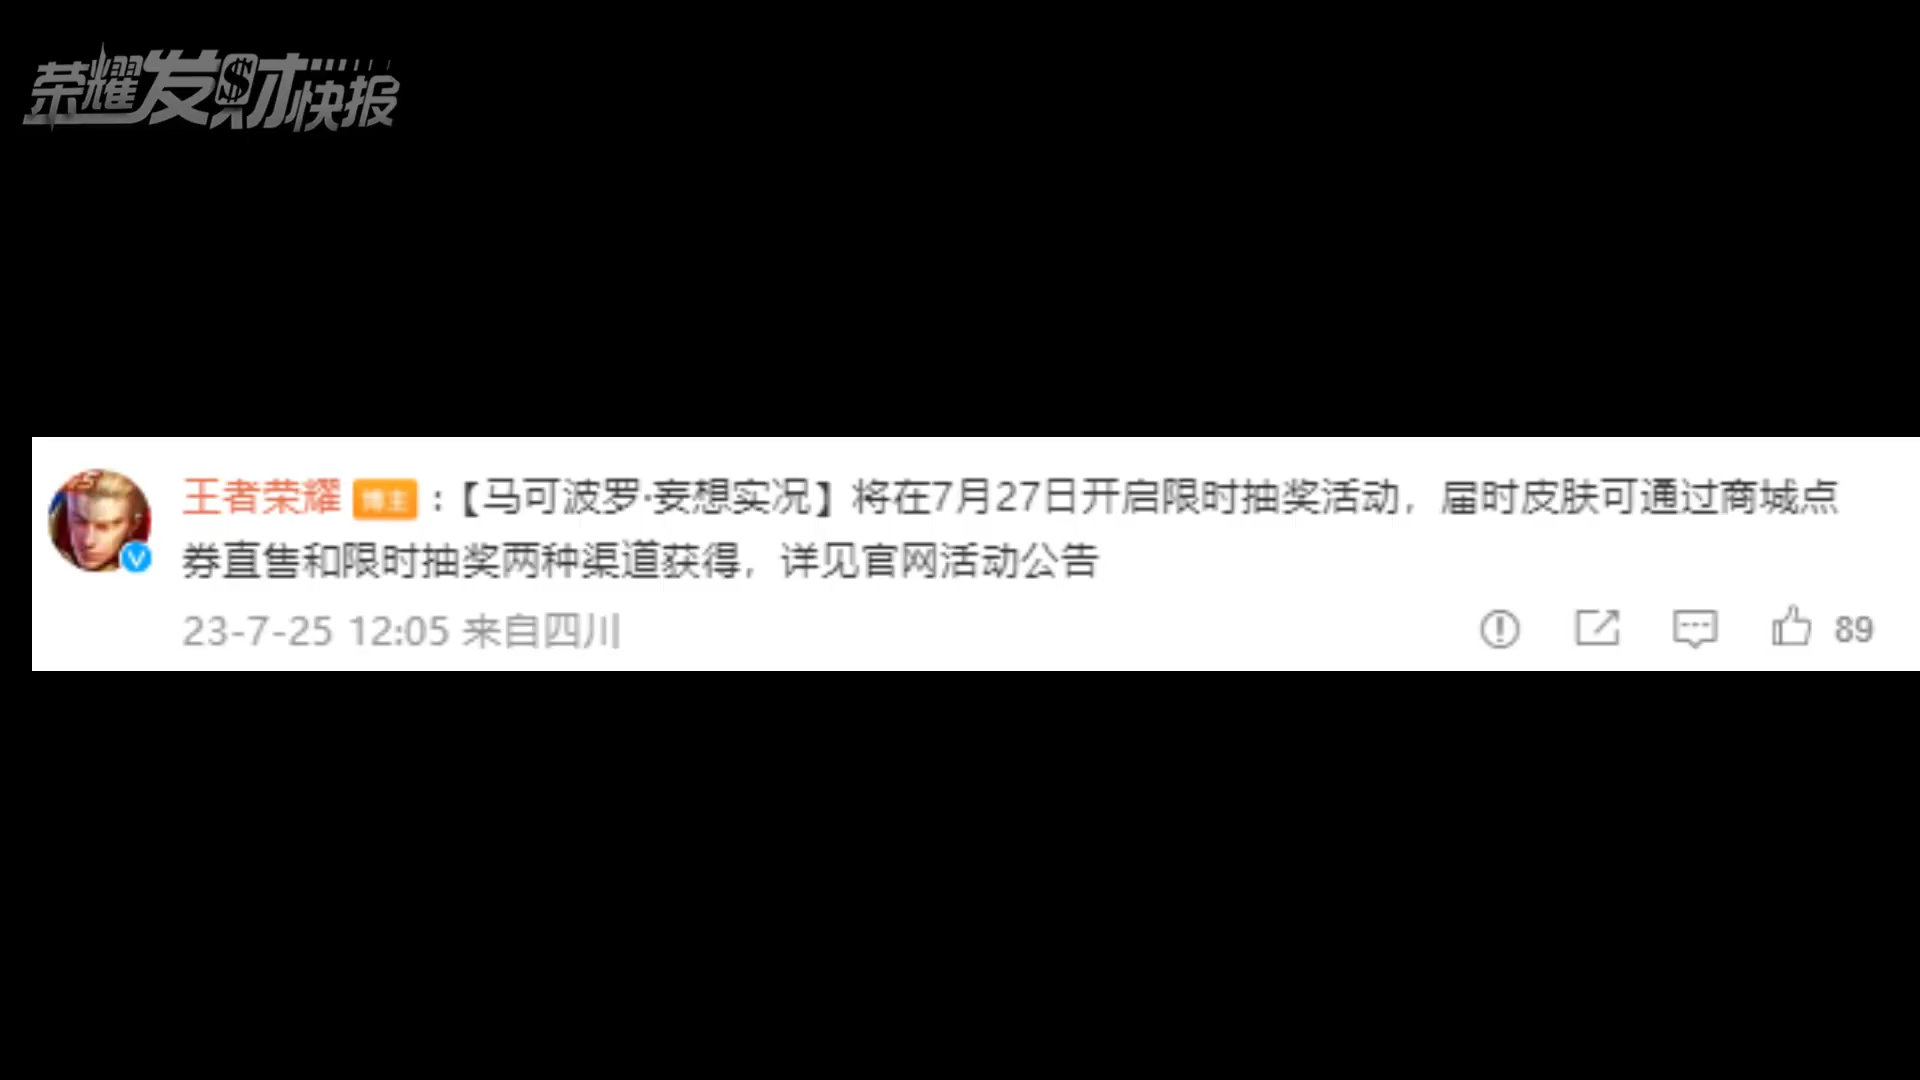 荣耀发财快报
王者荣耀 博主 :【马可波罗·妄想实况】将在7月27日开启限时抽奖活动，届时皮肤可通过商城点
券直售和限时抽奖两种渠道获得，详见官网活动公告
23-7-25 12:05 来自四川
89